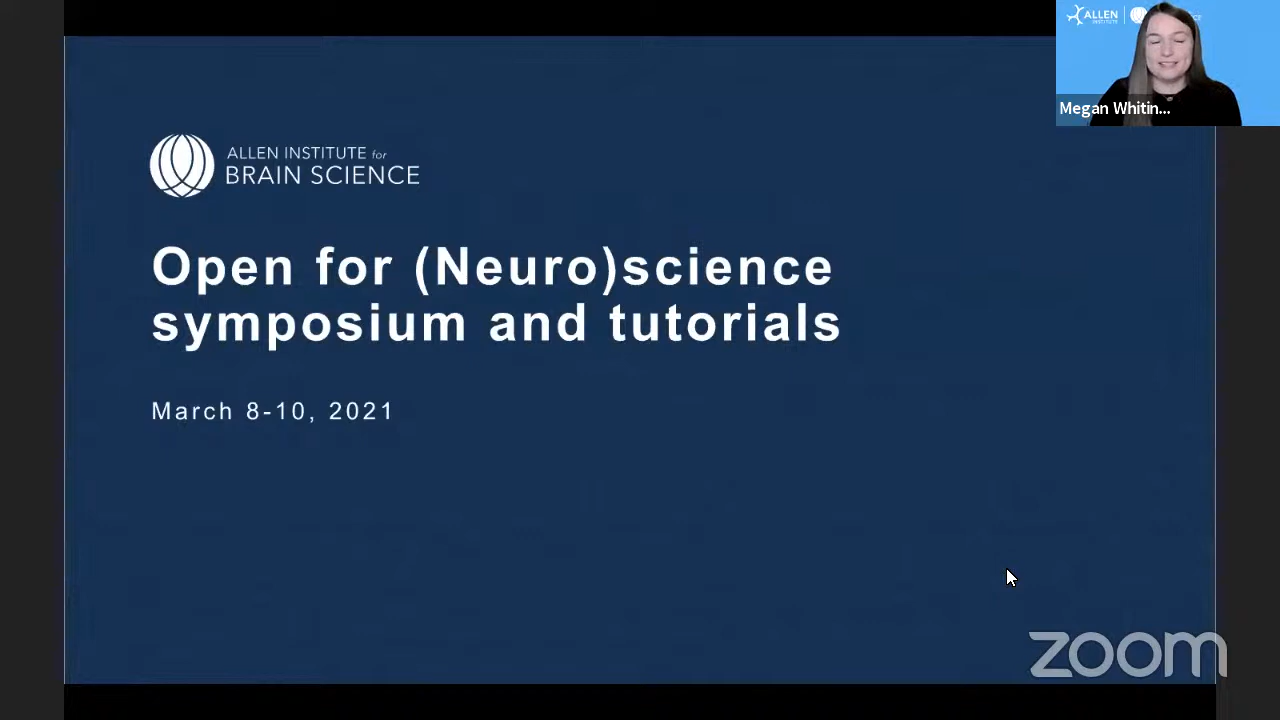 ALLEN
INSTITUTE
Megan Whitin...
ALLEN INSTITUTE for
BRAIN SCIENCE
Open for (Neuro)science
symposium and tutorials
March 8-10, 2021
zoom